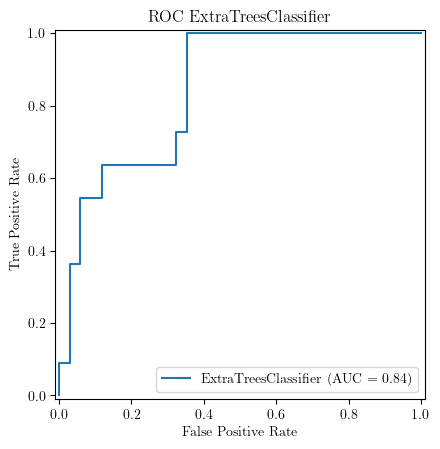 ROC ExtraTreesClassifier
1.0
0.8
0.6
0.4
0.2
0.0
True Positive Rate
ExtraTreesClassifier (AUC = 0.84)
0.0 0.2 0.4 0.6 0.8 1.0
False Positive Rate